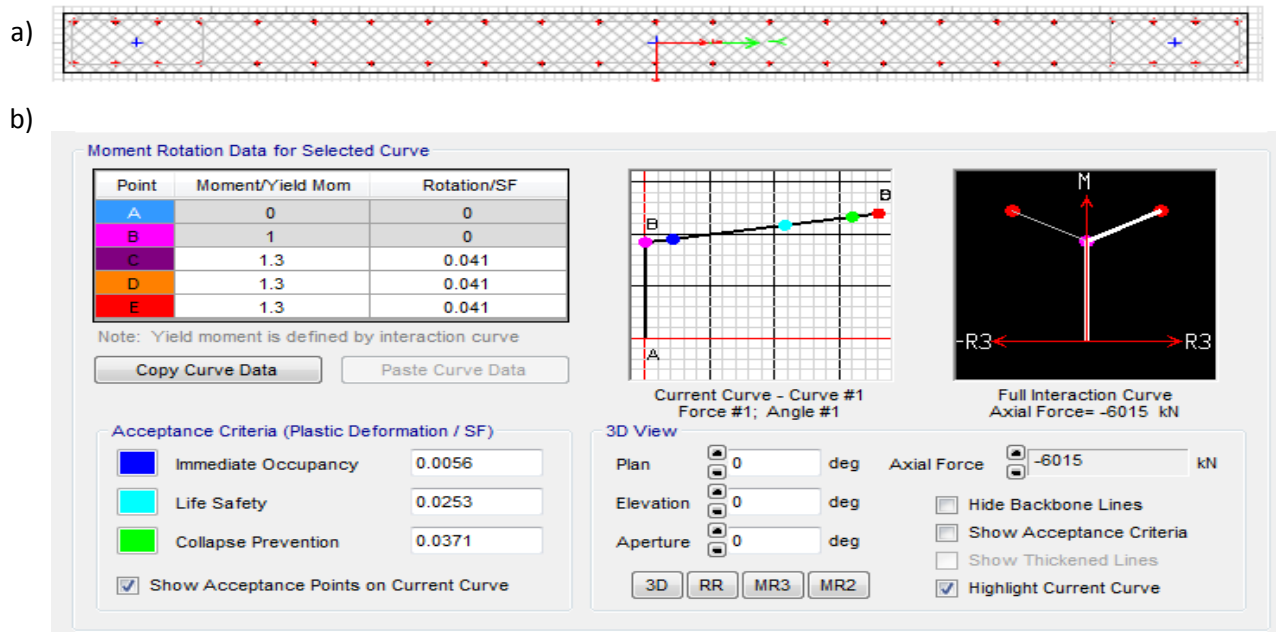 a)
b)
Moment Rotation Data for Selected Curve
Point Moment/Yield Mom Rotation/SF
A 0 0
B 1 0
C 1.3 0.041
D 1.3 0.041
E 1.3 0.041
Note: Yield moment is defined by interaction curve
Copy Curve Data Paste Curve Data
B
B
A
Current Curve - Curve #1
Force #1; Angle #1
M
-R3 R3
Full Interaction Curve
Axial Force= -6015 kN
Acceptance Criteria (Plastic Deformation / SF)
Immediate Occupancy 0.0056
Life Safety 0.0253
Collapse Prevention 0.0371
Show Acceptance Points on Current Curve
3D View
Plan 0 deg Axial Force -6015 kN
Elevation 0 deg Hide Backbone Lines
Show Acceptance Criteria
Aperture 0 deg
Show Thickened Lines
3D RR MR3 MR2 Highlight Current Curve